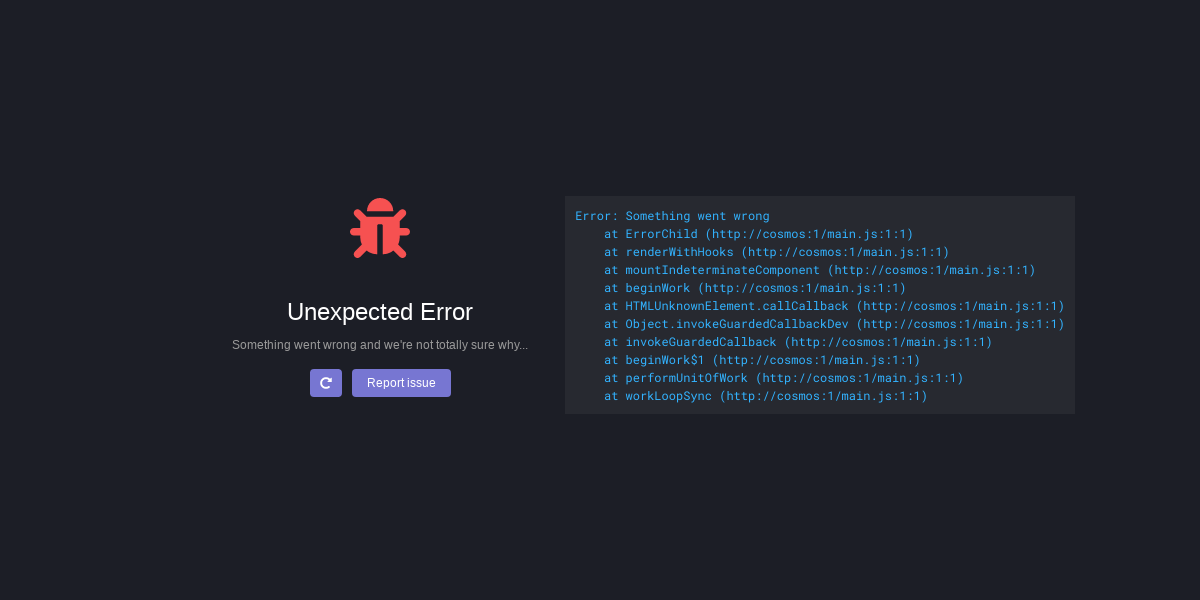 Unexpected Error
Something went wrong and we're not totally sure why...
Report issue
Error: Something went wrong
    at ErrorChild (http://cosmos:1/main.js:1:1)
    at renderWithHooks (http://cosmos:1/main.js:1:1)
    at mountIndeterminateComponent (http://cosmos:1/main.js:1:1)
    at beginWork (http://cosmos:1/main.js:1:1)
    at HTMLUnknownElement.callCallback (http://cosmos:1/main.js:1:1)
    at Object.invokeGuardedCallbackDev (http://cosmos:1/main.js:1:1)
    at invokeGuardedCallback (http://cosmos:1/main.js:1:1)
    at beginWork$1 (http://cosmos:1/main.js:1:1)
    at performUnitOfWork (http://cosmos:1/main.js:1:1)
    at workLoopSync (http://cosmos:1/main.js:1:1)